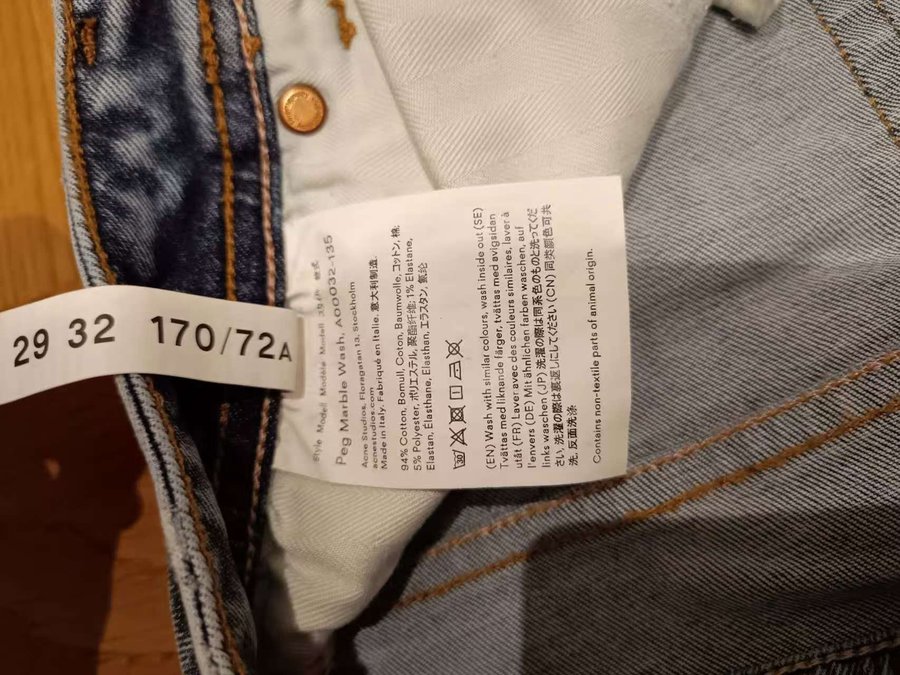 29 32 170/72A
Style Modell Modèle Modell スタイル 款式
Peg Marble Wash, A00032-135
Acne Studios, Floragatan 13, Stockholm
acnestudios.com
Made in Italy. Fabriqué en Italie. 意大利制造.
94% Cotton, Bomull, Coton, Baumwolle, コットン, 棉;
5% Polyester, ポリエステル, 聚酯纤维; 1% Elastane,
Elastan, Elasthane, Elasthan, エラスタン, 氨纶
30
(EN) Wash with similar colours, wash inside out (SE)
Tvättas med liknande färger, tvättas med avigsidan
utåt (FR) Laver avec des couleurs similaires, laver à
l'envers (DE) Mit ähnlichen farben waschen, auf
links waschen (JP) 洗濯の際は同系色のものと洗ってくだ
さい, 洗濯の際は裏返しにしてください (CN) 同类颜色可共
洗, 反面洗涤
Contains non-textile parts of animal origin.